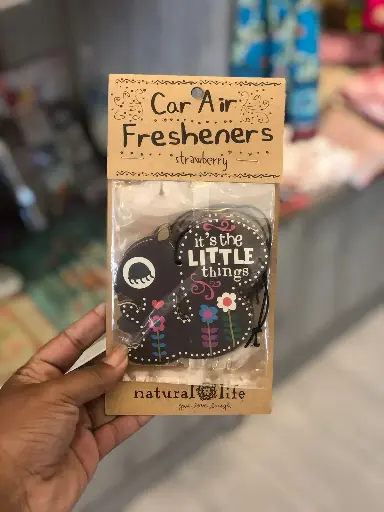 Car Air
Fresheners
strawberry
it's the
LITTLE
things
natural life